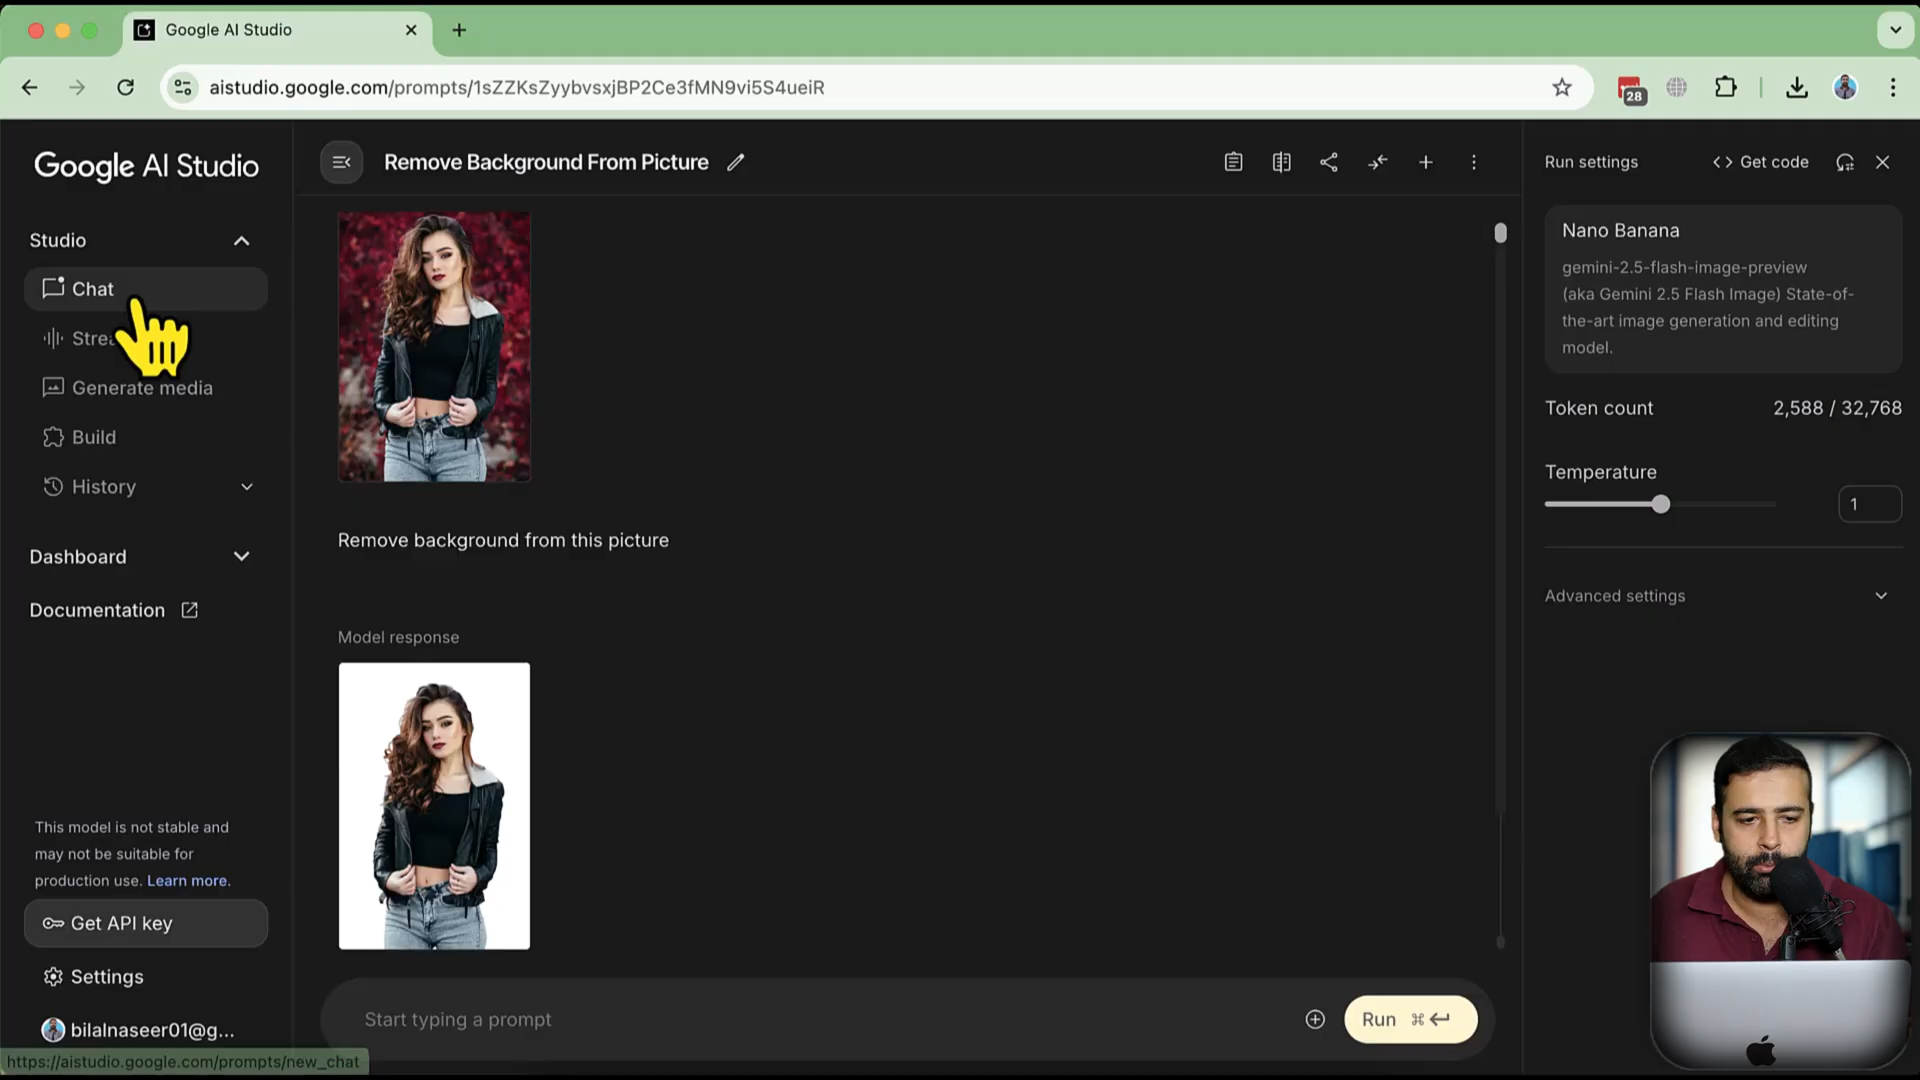 Google AI Studio
aistudio.google.com/prompts/1sZZKsZyybvsxjBP2Ce3fMN9vi5S4ueiR
28
Google AI Studio
Studio
Chat
Generate media
Build
History
Dashboard
Documentation
This model is not stable and
may not be suitable for
production use. Learn more.
Get API key
Settings
bilalnaseer01@g...
https://aistudio.google.com/prompts/new_chat
Remove Background From Picture
Remove background from this picture
Model response
Start typing a prompt
Run ⌘
Run settings
<> Get code
Nano Banana
gemini-2.5-flash-image-preview
(aka Gemini 2.5 Flash Image) State-of-
the-art image generation and editing
model.
Token count
2,588 / 32,768
Temperature
1
Advanced settings